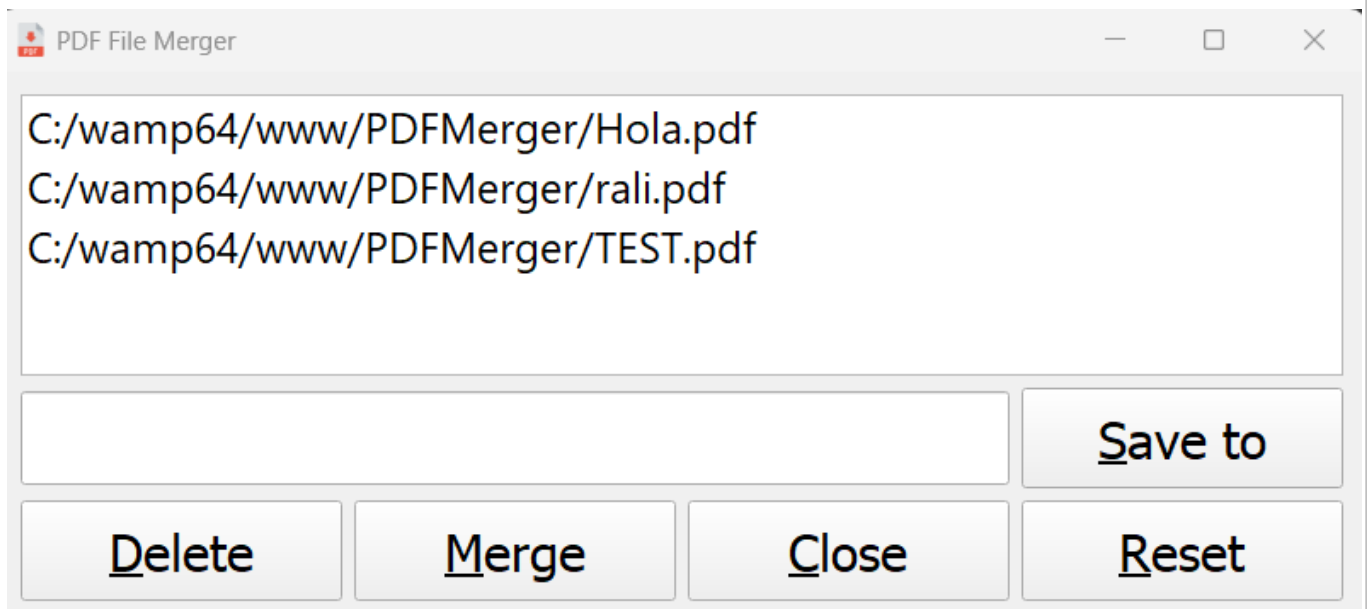 PDF File Merger
C:/wamp64/www/PDFMerger/Hola.pdf
C:/wamp64/www/PDFMerger/rali.pdf
C:/wamp64/www/PDFMerger/TEST.pdf
Save to
Delete Merge Close Reset